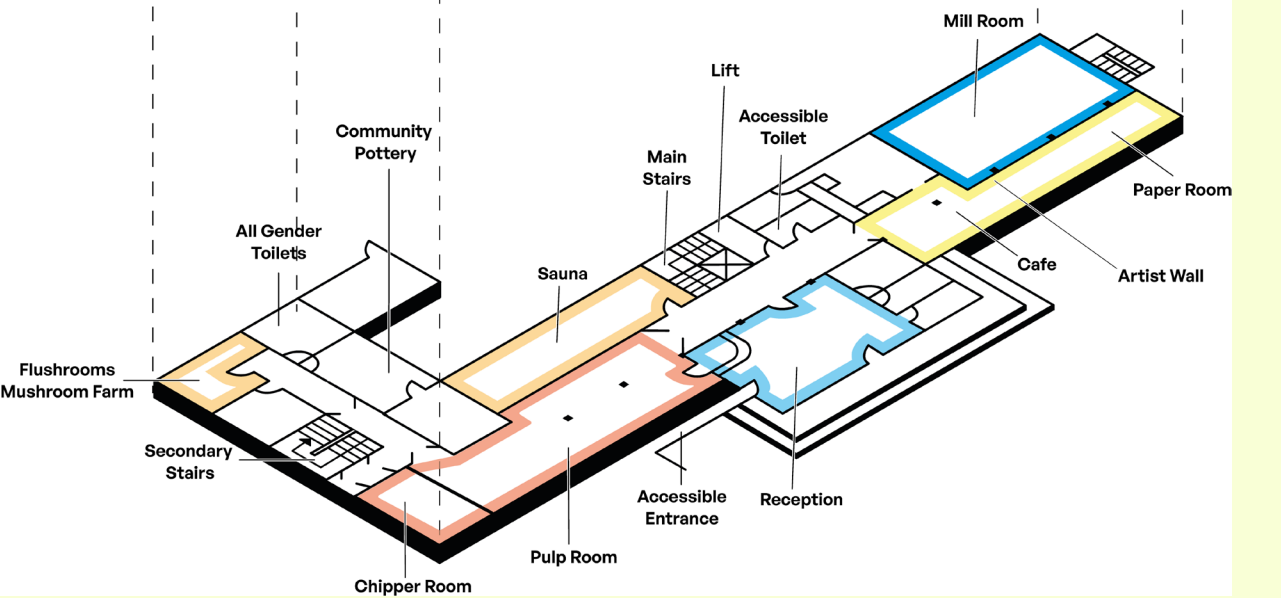 Mill Room
Lift
Accessible
Toilet
Community
Pottery
Main
Stairs
Paper Room
All Gender
Toilets
Sauna
Cafe
Artist Wall
Flushrooms
Mushroom Farm
Secondary
Stairs
Accessible
Entrance
Reception
Pulp Room
Chipper Room